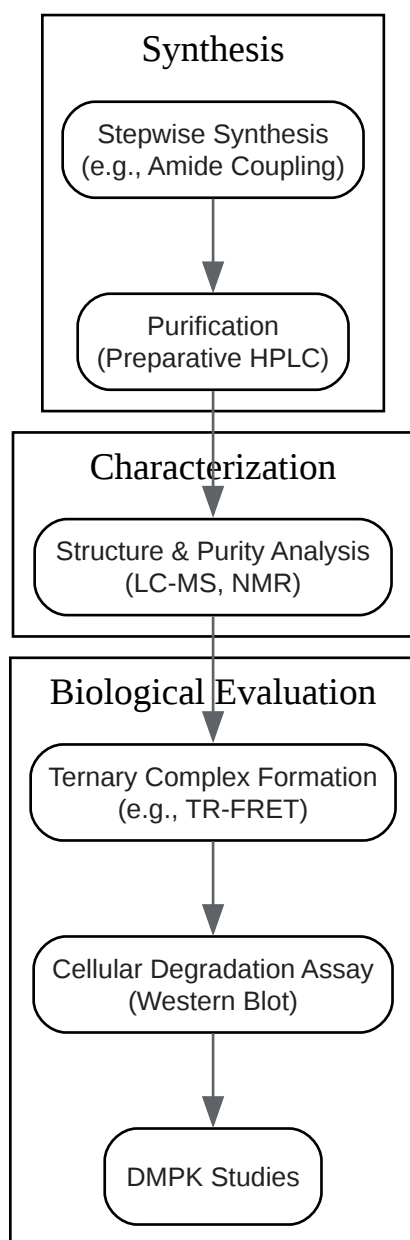 Synthesis
Stepwise Synthesis
(e.g., Amide Coupling)
Purification
(Preparative HPLC)
Characterization
Structure & Purity Analysis
(LC-MS, NMR)
Biological Evaluation
Ternary Complex Formation
(e.g., TR-FRET)
Cellular Degradation Assay
(Western Blot)
DMPK Studies